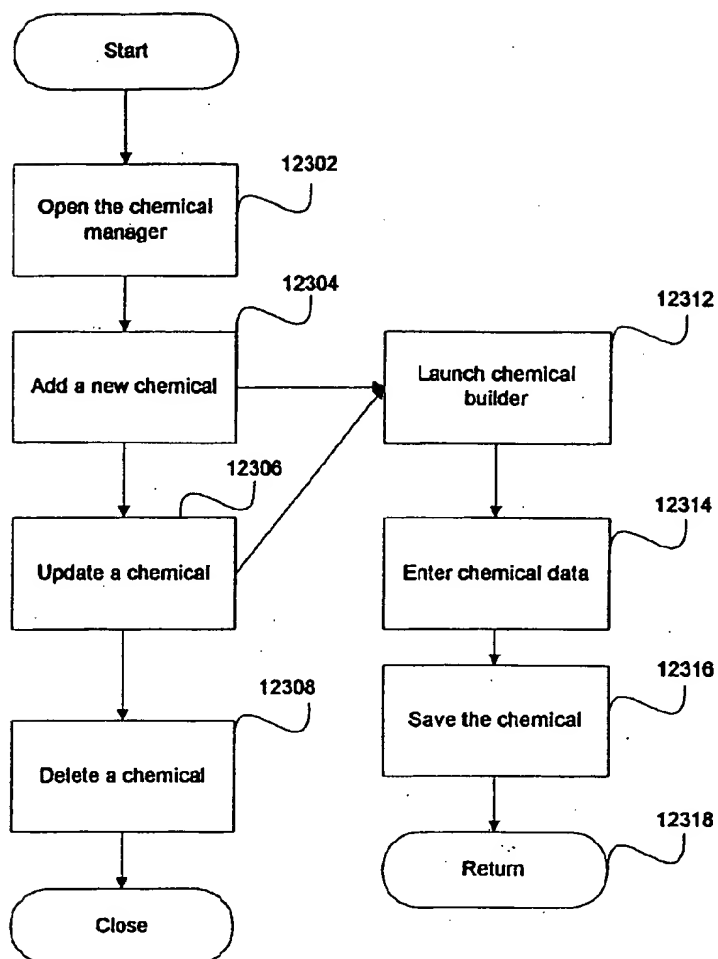 Start
12302
Open the chemical
manager
12304
Add a new chemical
12306
Update a chemical
12308
Delete a chemical
Close
12312
Launch chemical
builder
12314
Enter chemical data
12316
Save the chemical
12318
Return